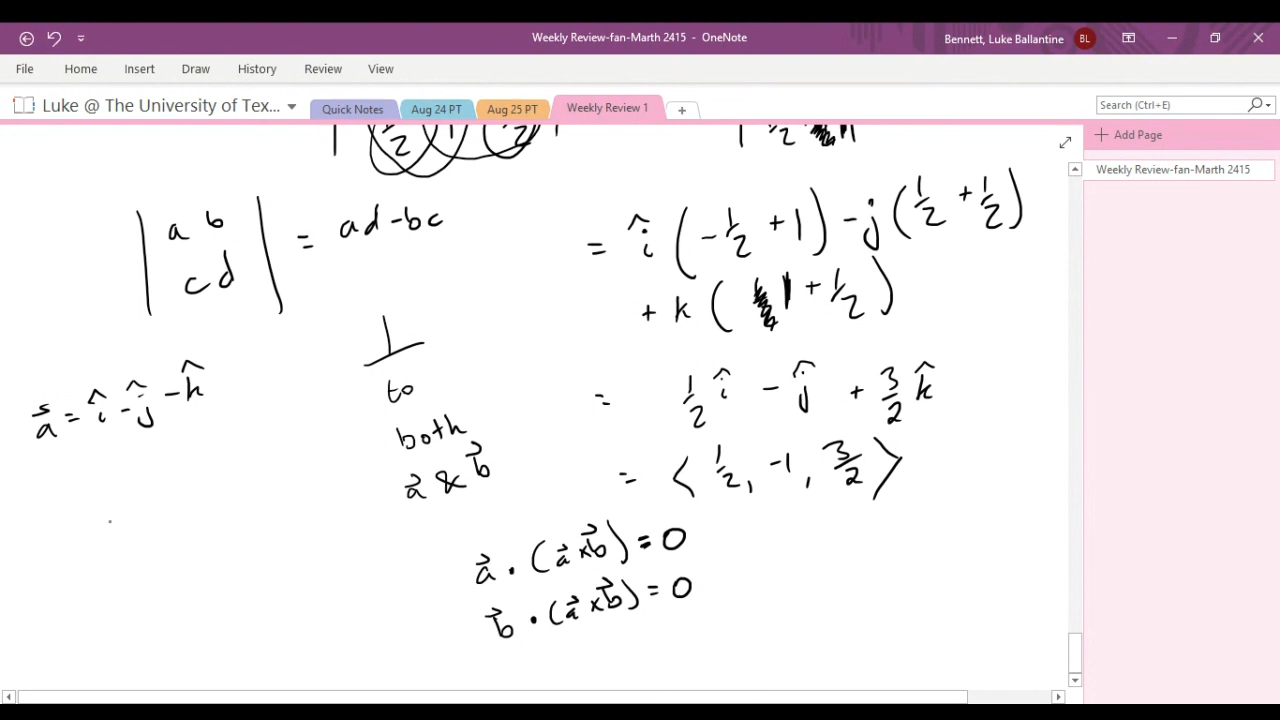 Weekly Review-fan-Marth 2415 - OneNote
Bennett, Luke Ballantine BL
File Home Insert Draw History Review View
Luke @ The University of Tex... Quick Notes Aug 24 PT Aug 25 PT Weekly Review 1 +
Search (Ctrl+E)
Add Page
Weekly Review-fan-Marth 2415
| a b |
| c d | = ad - bc
= î (-1/2 + 1) - j (1/2 + 1/2)
+ k (1 + 1/2)
a⃗ = î - ĵ - k̂
⊥
to
both
a⃗ & b⃗
= 1/2 î - ĵ + 3/2 k̂
= ⟨1/2, -1, 3/2⟩
a⃗ · (a⃗ × b⃗) = 0
b⃗ · (a⃗ × b⃗) = 0